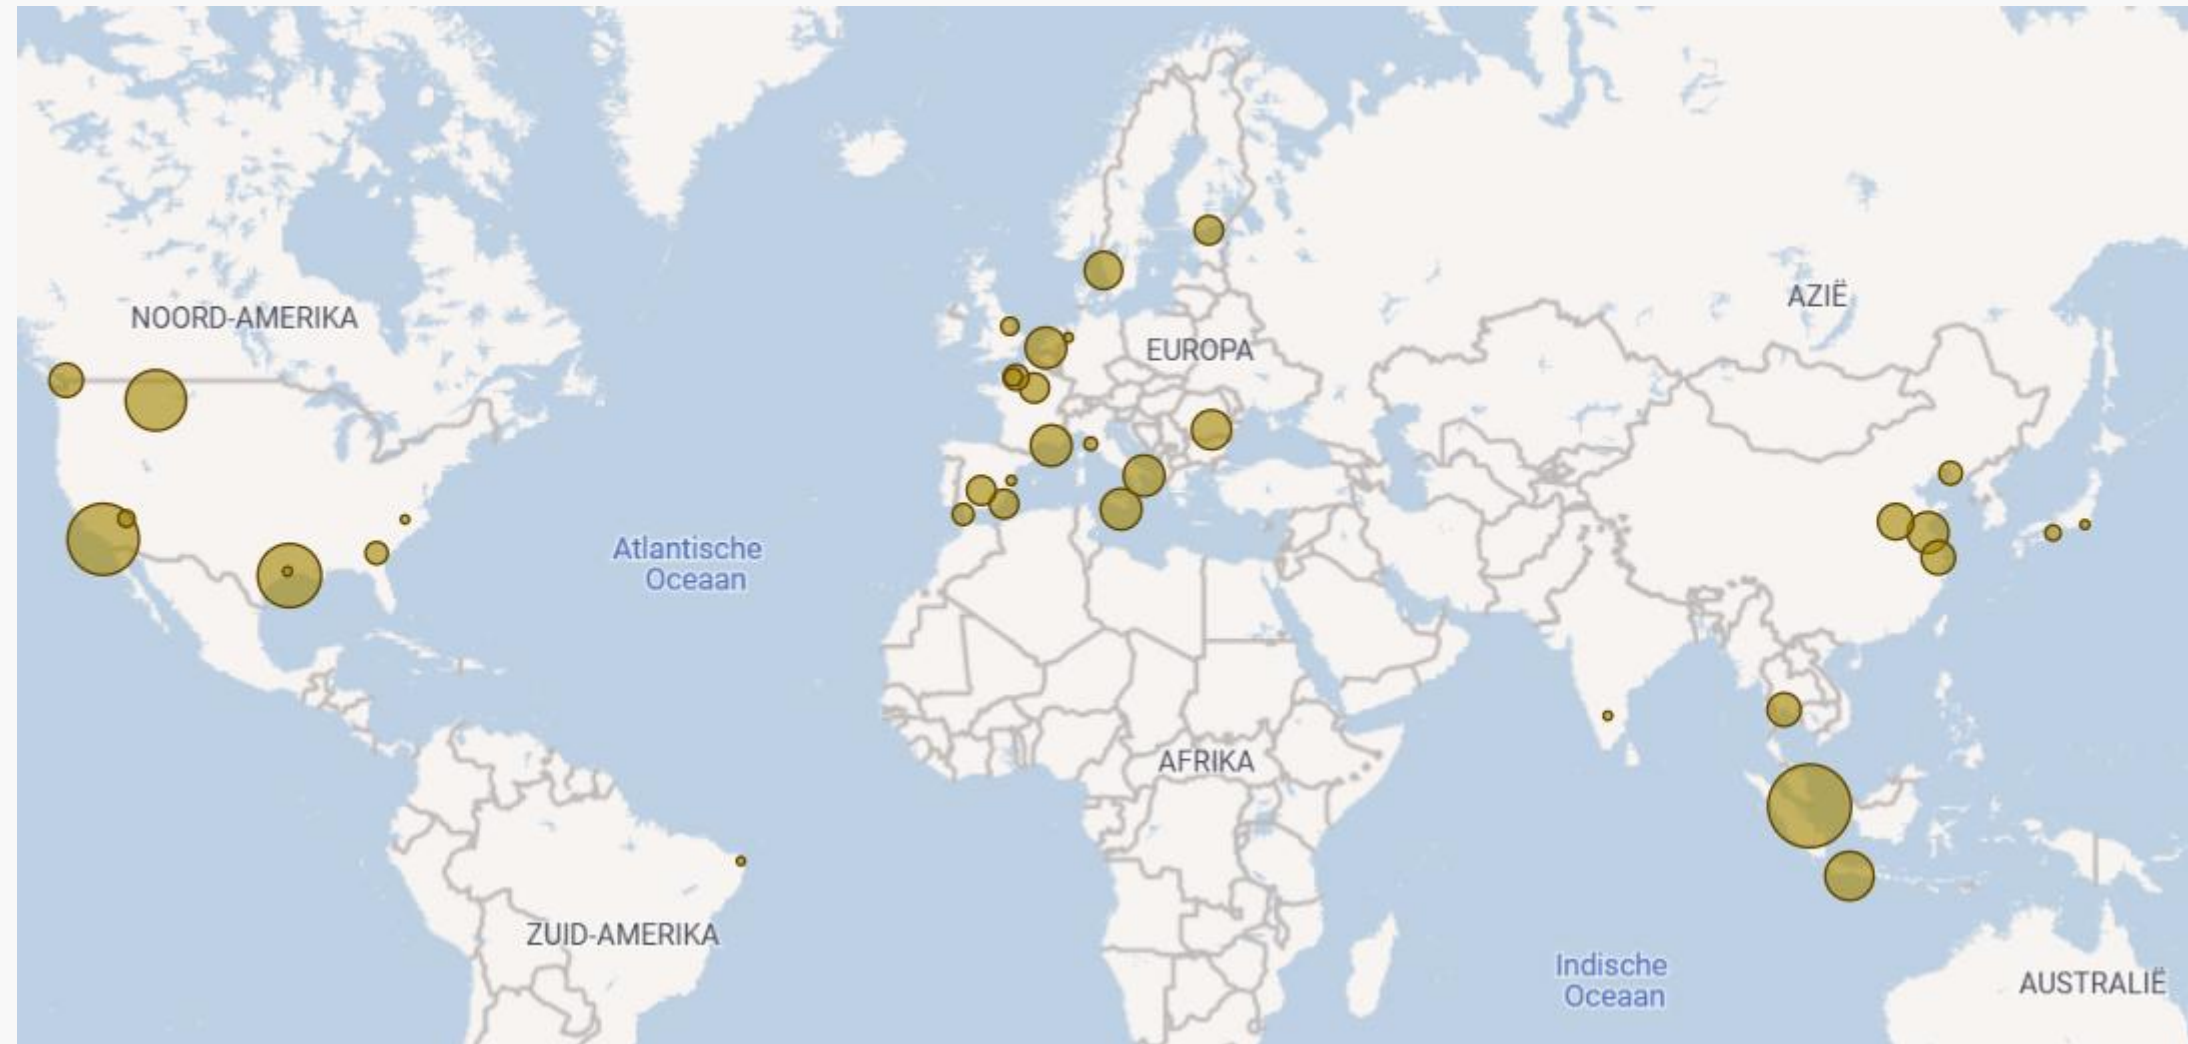 NOORD-AMERIKA
AZIË
EUROPA
Atlantische
Oceaan
AFRIKA
ZUID-AMERIKA
Indische
Oceaan
AUSTRALIË